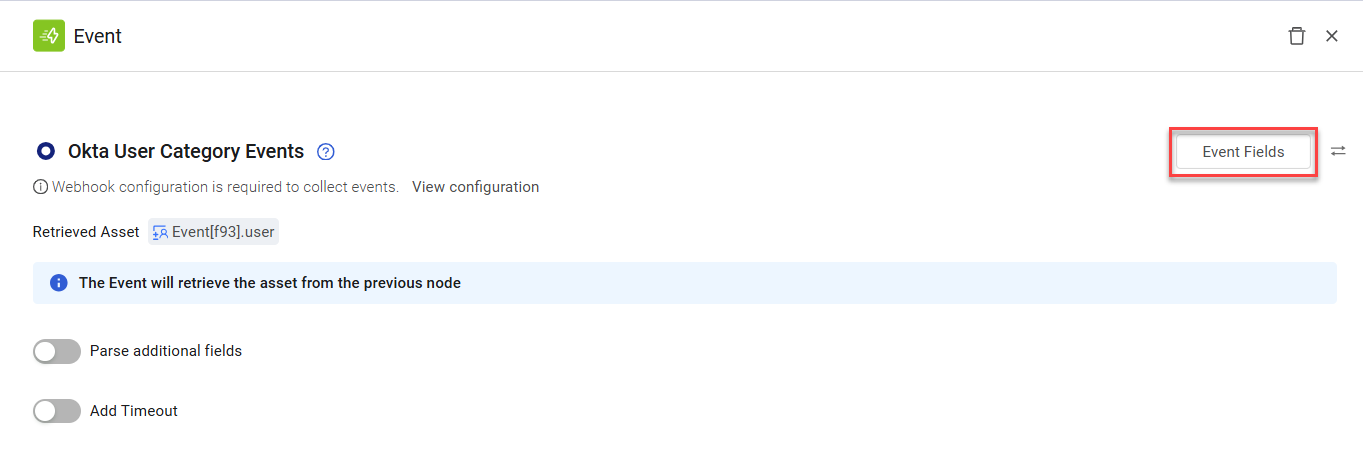 Event
Okta User Category Events
Event Fields
Webhook configuration is required to collect events. View configuration
Retrieved Asset Event[f93].user
The Event will retrieve the asset from the previous node
Parse additional fields
Add Timeout